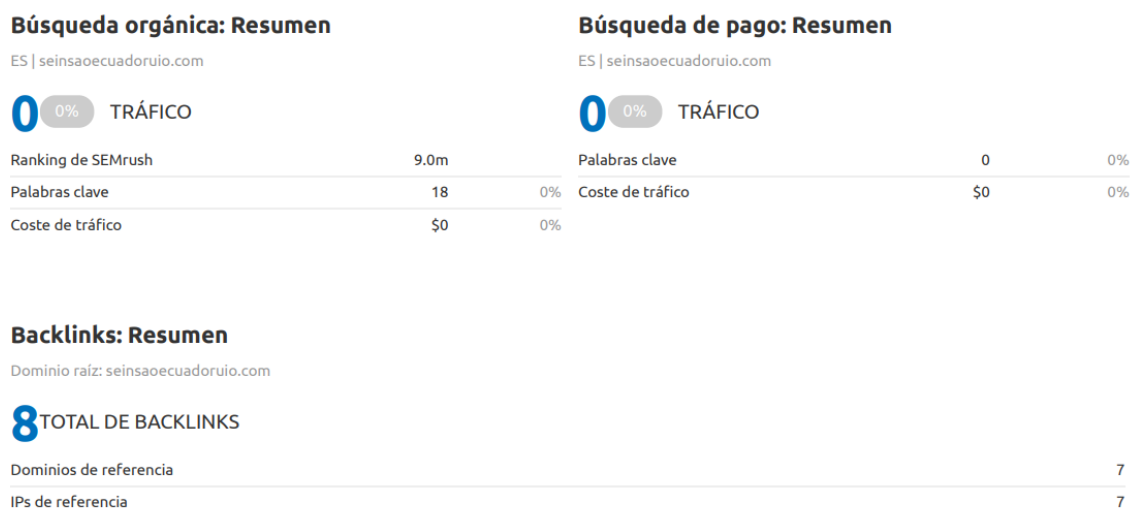 Búsqueda orgánica: Resumen
ES | seinsaoecuadoruio.com
0 0% TRÁFICO
Ranking de SEMrush 9.0m
Palabras clave 18 0%
Coste de tráfico $0 0%
Búsqueda de pago: Resumen
ES | seinsaoecuadoruio.com
0 0% TRÁFICO
Palabras clave 0 0%
Coste de tráfico $0 0%
Backlinks: Resumen
Dominio raíz: seinsaoecuadoruio.com
8 TOTAL DE BACKLINKS
Dominios de referencia 7
IPs de referencia 7